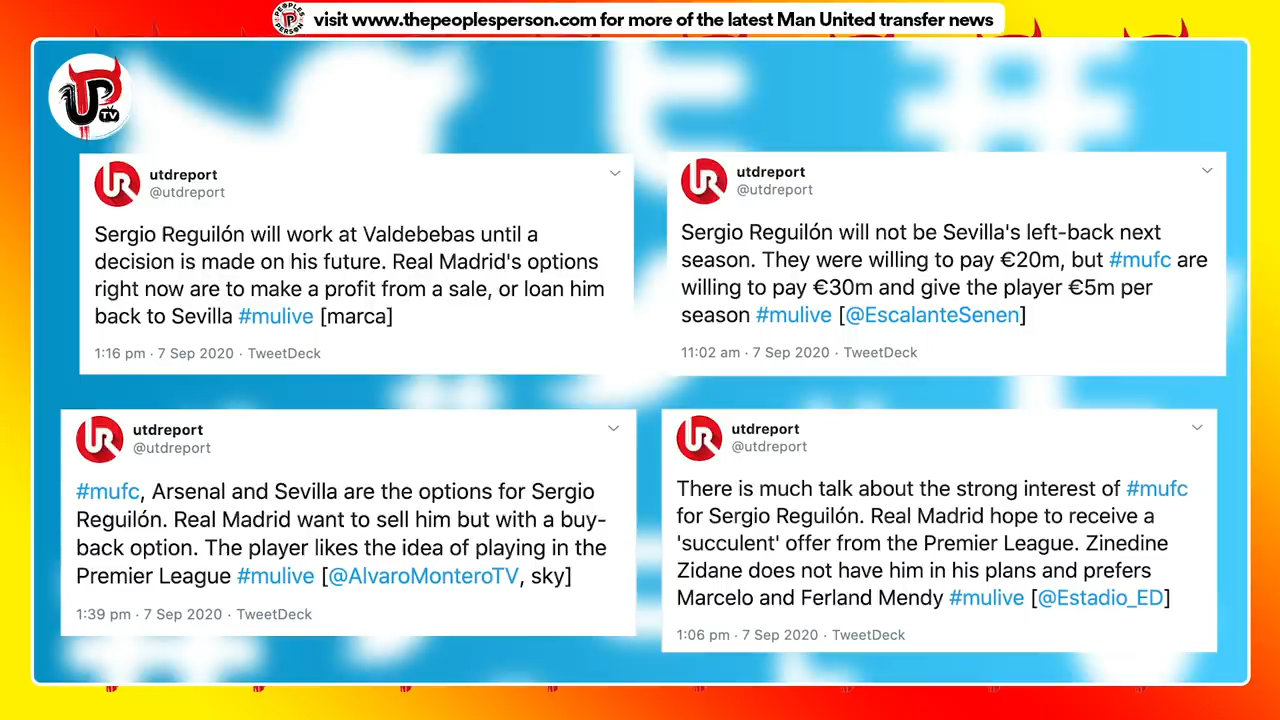 PEOPLES PERSON
visit www.thepeoplesperson.com for more of the latest Man United transfer news
UP
TV
utdreport
@utdreport
Sergio Reguilón will work at Valdebebas until a
decision is made on his future. Real Madrid's options
right now are to make a profit from a sale, or loan him
back to Sevilla #mulive [marca]
1:16 pm · 7 Sep 2020 · TweetDeck
utdreport
@utdreport
Sergio Reguilón will not be Sevilla's left-back next
season. They were willing to pay €20m, but #mufc are
willing to pay €30m and give the player €5m per
season #mulive [@EscalanteSenen]
11:02 am · 7 Sep 2020 · TweetDeck
utdreport
@utdreport
#mufc, Arsenal and Sevilla are the options for Sergio
Reguilón. Real Madrid want to sell him but with a buy-
back option. The player likes the idea of playing in the
Premier League #mulive [@AlvaroMonteroTV, sky]
1:39 pm · 7 Sep 2020 · TweetDeck
utdreport
@utdreport
There is much talk about the strong interest of #mufc
for Sergio Reguilón. Real Madrid hope to receive a
'succulent' offer from the Premier League. Zinedine
Zidane does not have him in his plans and prefers
Marcelo and Ferland Mendy #mulive [@Estadio_ED]
1:06 pm · 7 Sep 2020 · TweetDeck